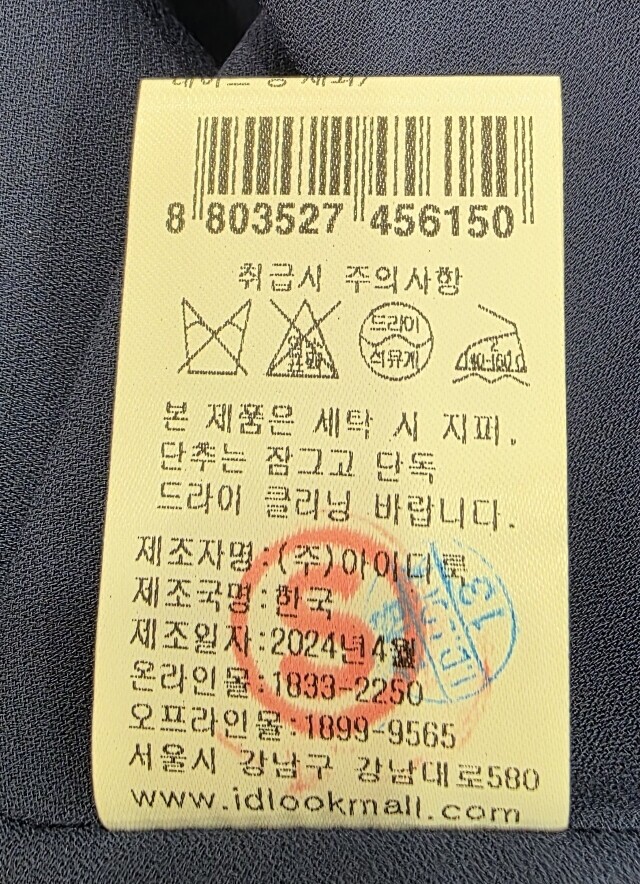 8 803527 456150
취급시 주의사항
드라이
석유계
2
140-160℃
본 제품은 세탁 시 지퍼,
단추는 잠그고 단독
드라이 클리닝 바랍니다.
제조자명:(주)아이디룩
제조국명:한국
제조일자:2024년4월
온라인몰:1833-2250
오프라인몰:1899-9565
서울시 강남구 강남대로580
www.idlookmall.com
S